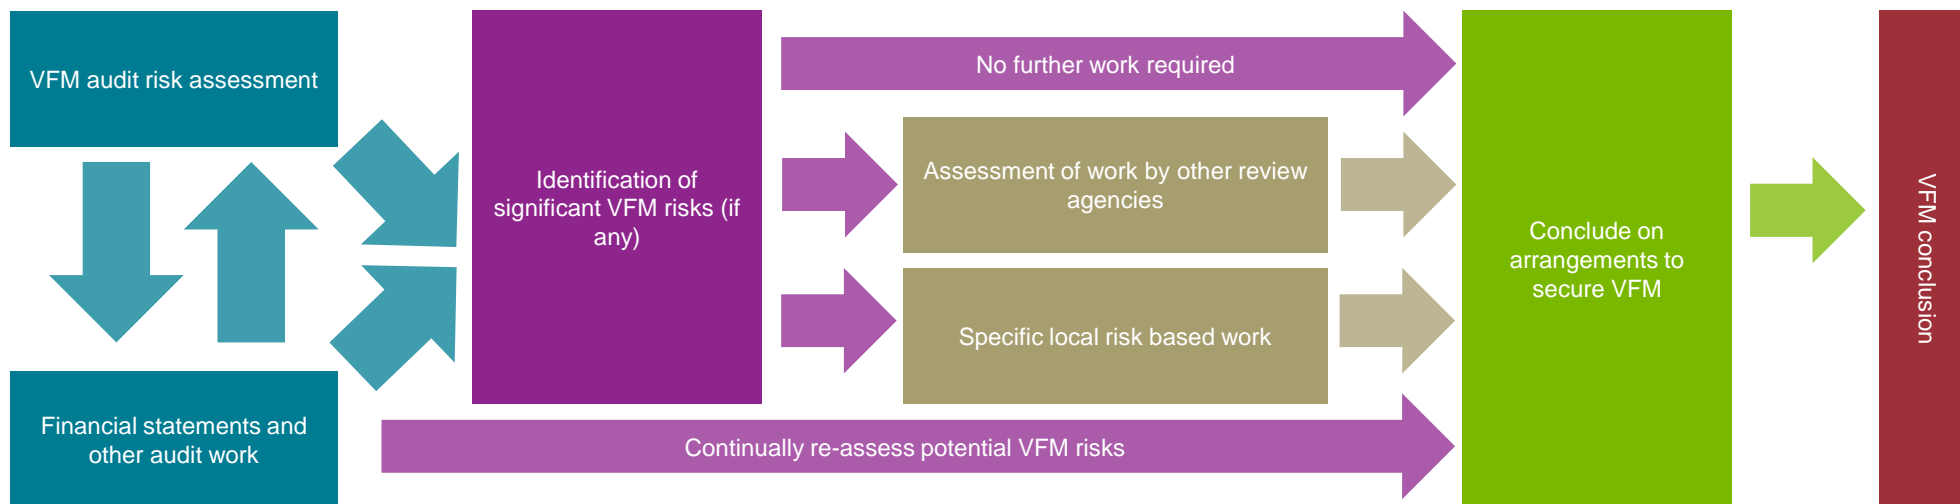 VFM audit risk assessment
Financial statements and
other audit work
Identification of
significant VFM risks (if
any)
No further work required
Assessment of work by other review
agencies
Specific local risk based work
Continually re-assess potential VFM risks
Conclude on
arrangements to
secure VFM
VFM conclusion